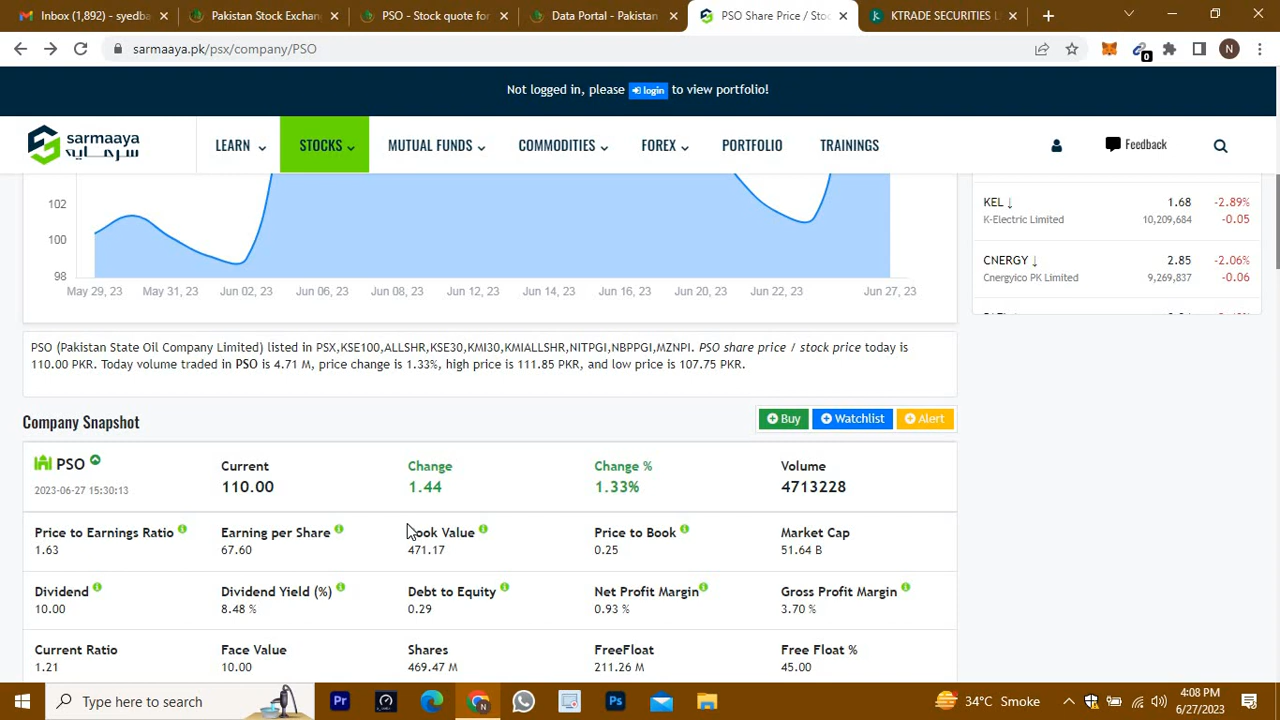 Inbox (1,892) - syedba
Pakistan Stock Exchan
PSO - Stock quote for
Data Portal - Pakistan
PSO Share Price / Stoc
KTRADE SECURITIES L
sarmaaya.pk/psx/company/PSO
N
0
Not logged in, please login to view portfolio!
sarmaaya
سرمایہ
LEARN
STOCKS
MUTUAL FUNDS
COMMODITIES
FOREX
PORTFOLIO
TRAININGS
Feedback
102
100
98
May 29, 23
May 31, 23
Jun 02, 23
Jun 06, 23
Jun 08, 23
Jun 12, 23
Jun 14, 23
Jun 16, 23
Jun 20, 23
Jun 22, 23
Jun 27, 23
KEL ↓ 1.68 -2.89%
K-Electric Limited 10,209,684 -0.05
CNERGY ↓ 2.85 -2.06%
Cnergyico PK Limited 9,269,837 -0.06
PSO (Pakistan State Oil Company Limited) listed in PSX,KSE100,ALLSHR,KSE30,KMI30,KMIALLSHR,NITPGI,NBPPGI,MZNPI. PSO share price / stock price today is
110.00 PKR. Today volume traded in PSO is 4.71 M, price change is 1.33%, high price is 111.85 PKR, and low price is 107.75 PKR.
Company Snapshot
Buy
Watchlist
Alert
PSO Current Change Change % Volume
2023-06-27 15:30:13 110.00 1.44 1.33% 4713228
Price to Earnings Ratio Earning per Share Book Value Price to Book Market Cap
1.63 67.60 471.17 0.25 51.64 B
Dividend Dividend Yield (%) Debt to Equity Net Profit Margin Gross Profit Margin
10.00 8.48 % 0.29 0.93 % 3.70 %
Current Ratio Face Value Shares FreeFloat Free Float %
1.21 10.00 469.47 M 211.26 M 45.00
Type here to search
Pr
Ps
N
34°C Smoke
4:08 PM
6/27/2023